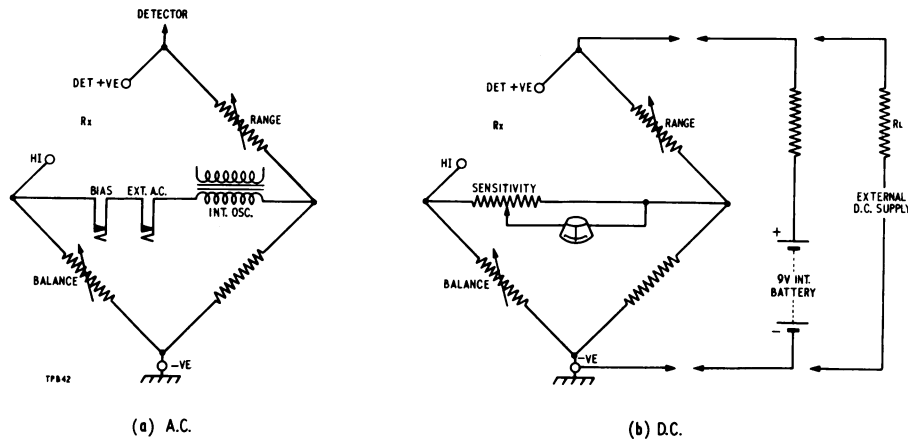 DETECTOR
DET +VE
Rx
RANGE
HI
BIAS
EXT. A.C.
INT. OSC.
BALANCE
-VE
TPB42
(a) A.C.
DET +VE
Rx
RANGE
HI
SENSITIVITY
BALANCE
-VE
RL
EXTERNAL
D.C. SUPPLY
+
9V INT.
BATTERY
-
(b) D.C.